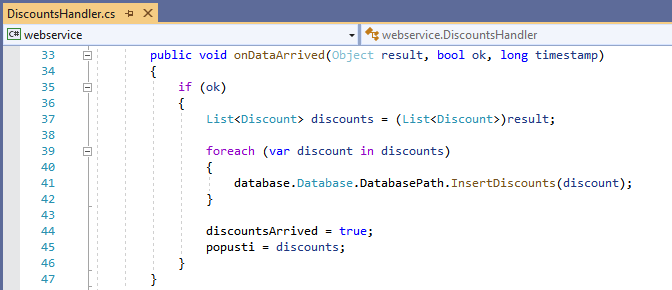 DiscountsHandler.cs
C# webservice webservice.DiscountsHandler
33 public void onDataArrived(Object result, bool ok, long timestamp)
34 {
35 if (ok)
36 {
37 List<Discount> discounts = (List<Discount>)result;
38
39 foreach (var discount in discounts)
40 {
41 database.Database.DatabasePath.InsertDiscounts(discount);
42 }
43
44 discountsArrived = true;
45 popusti = discounts;
46 }
47 }